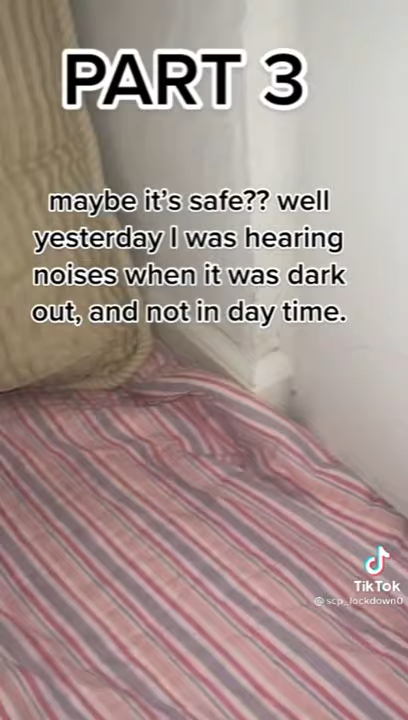 PART 3
maybe it's safe?? well
yesterday I was hearing
noises when it was dark
out, and not in day time.
TikTok
@scp_lockdown0